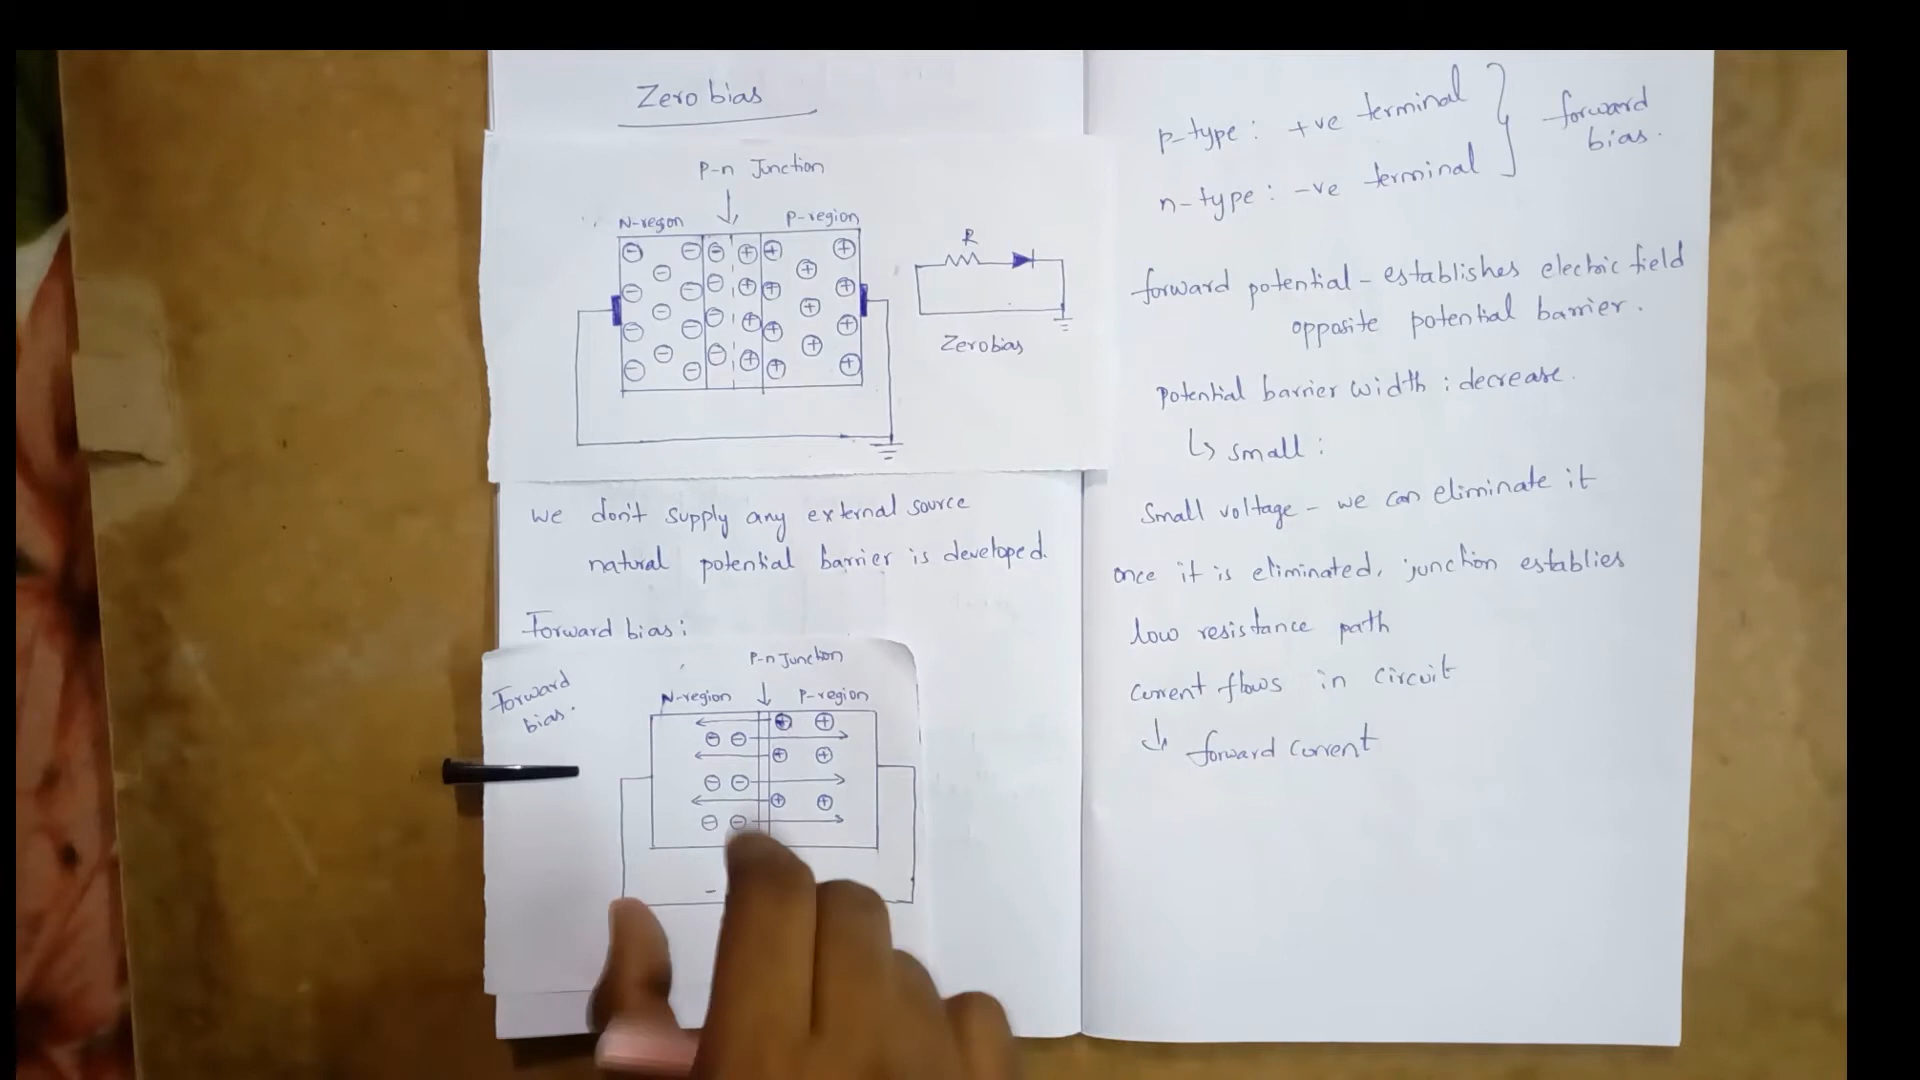 Zero bias
P-n Junction
N-regon
P-region
R
Zerobias
we don't supply any external source
natural potential barrier is developed.
Forward bias:
Forward
bias.
P-n Junction
N-region
P-region
-
p-type: +ve terminal
n-type: -ve terminal
forward
bias.
forward potential - establishes electric field
opposite potential barrier.
potential barrier width : decrease.
↳ small :
Small voltage - we can eliminate it
once it is eliminated, junction establies
low resistance path
current flows in circuit
↳ forward current